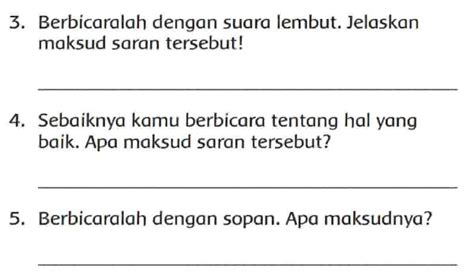 3. Berbicaralah dengan suara lembut. Jelaskan
maksud saran tersebut!
4. Sebaiknya kamu berbicara tentang hal yang
baik. Apa maksud saran tersebut?
5. Berbicaralah dengan sopan. Apa maksudnya?